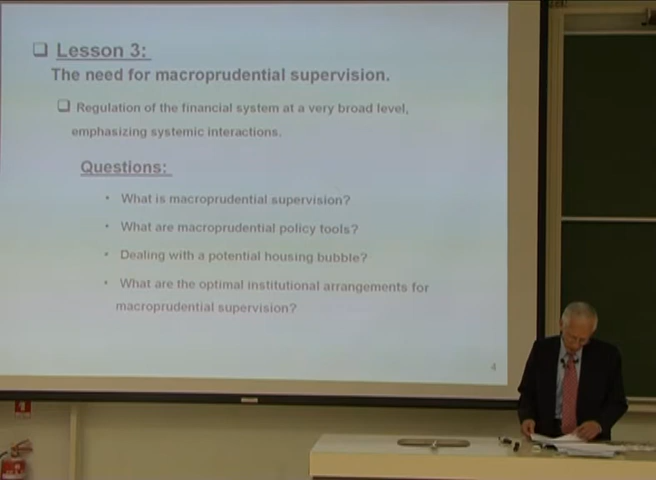 Lesson 3:
The need for macroprudential supervision.
Regulation of the financial system at a very broad level,
emphasizing systemic interactions.
Questions:
• What is macroprudential supervision?
• What are macroprudential policy tools?
• Dealing with a potential housing bubble?
• What are the optimal institutional arrangements for
macroprudential supervision?
4